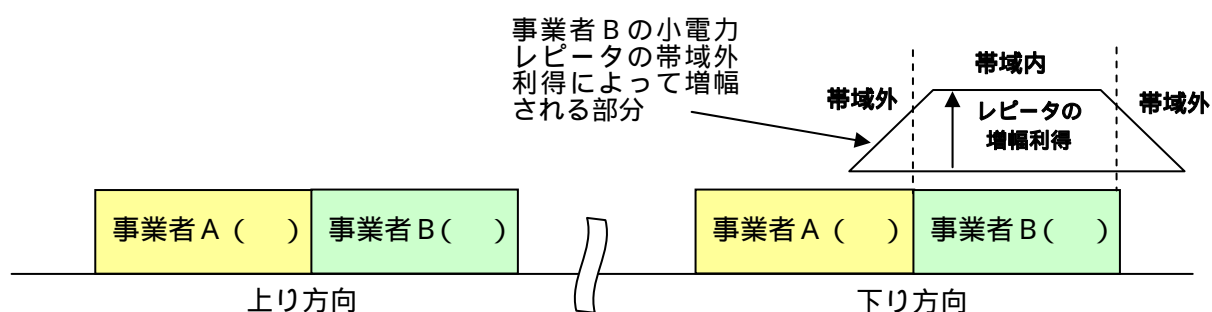 事業者Ｂの小電力
レピータの帯域外
利得によって増幅
される部分
帯域外
帯域内
帯域外
レピータの
増幅利得
事業者Ａ（　）
事業者Ｂ（　）
事業者Ａ（　）
事業者Ｂ（　）
上り方向
下り方向